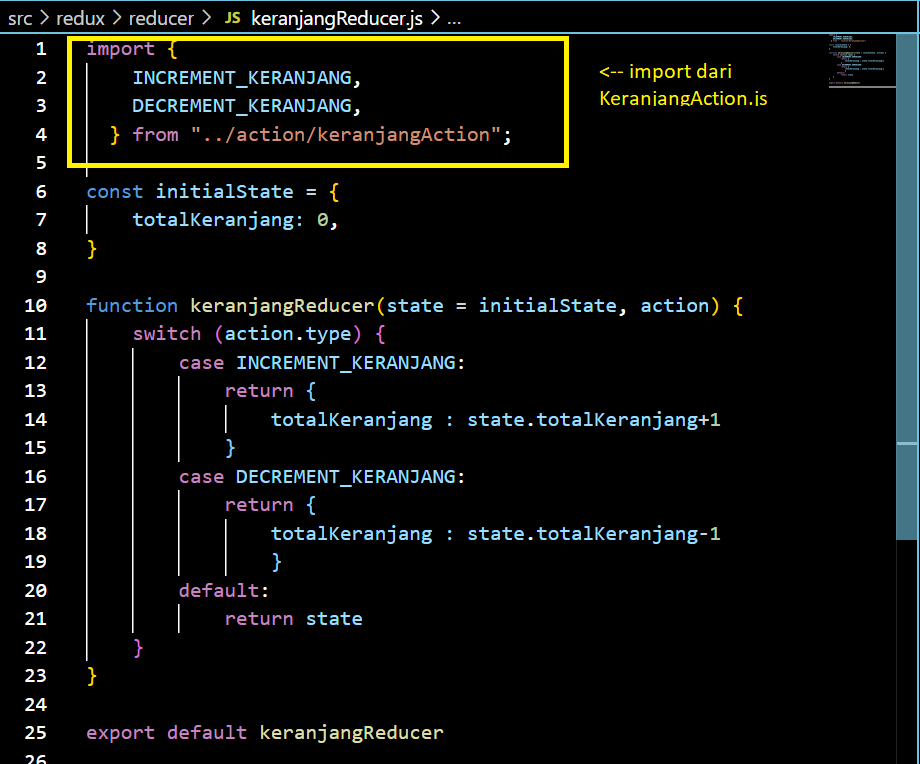 src > redux > reducer > JS keranjangReducer.js > ...
1 import {
2     INCREMENT_KERANJANG,
3     DECREMENT_KERANJANG,
4   } from "../action/keranjangAction";
5
6 const initialState = {
7     totalKeranjang: 0,
8 }
9
10 function keranjangReducer(state = initialState, action) {
11     switch (action.type) {
12         case INCREMENT_KERANJANG:
13             return {
14                 totalKeranjang : state.totalKeranjang+1
15             }
16         case DECREMENT_KERANJANG:
17             return {
18                 totalKeranjang : state.totalKeranjang-1
19                 }
20         default:
21             return state
22     }
23 }
24
25 export default keranjangReducer
26
<-- import dari
KeranjangAction.js